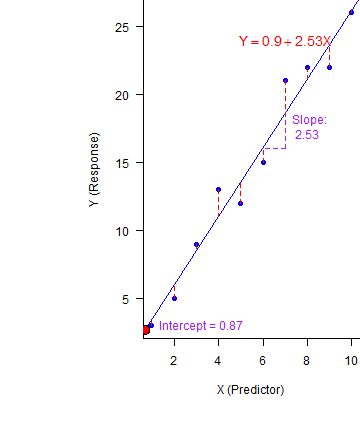 25
Y = 0.9 + 2.53X
20
Slope:
2.53
15
Y (Response)
10
5
Intercept = 0.87
2
4
6
8
10
X (Predictor)